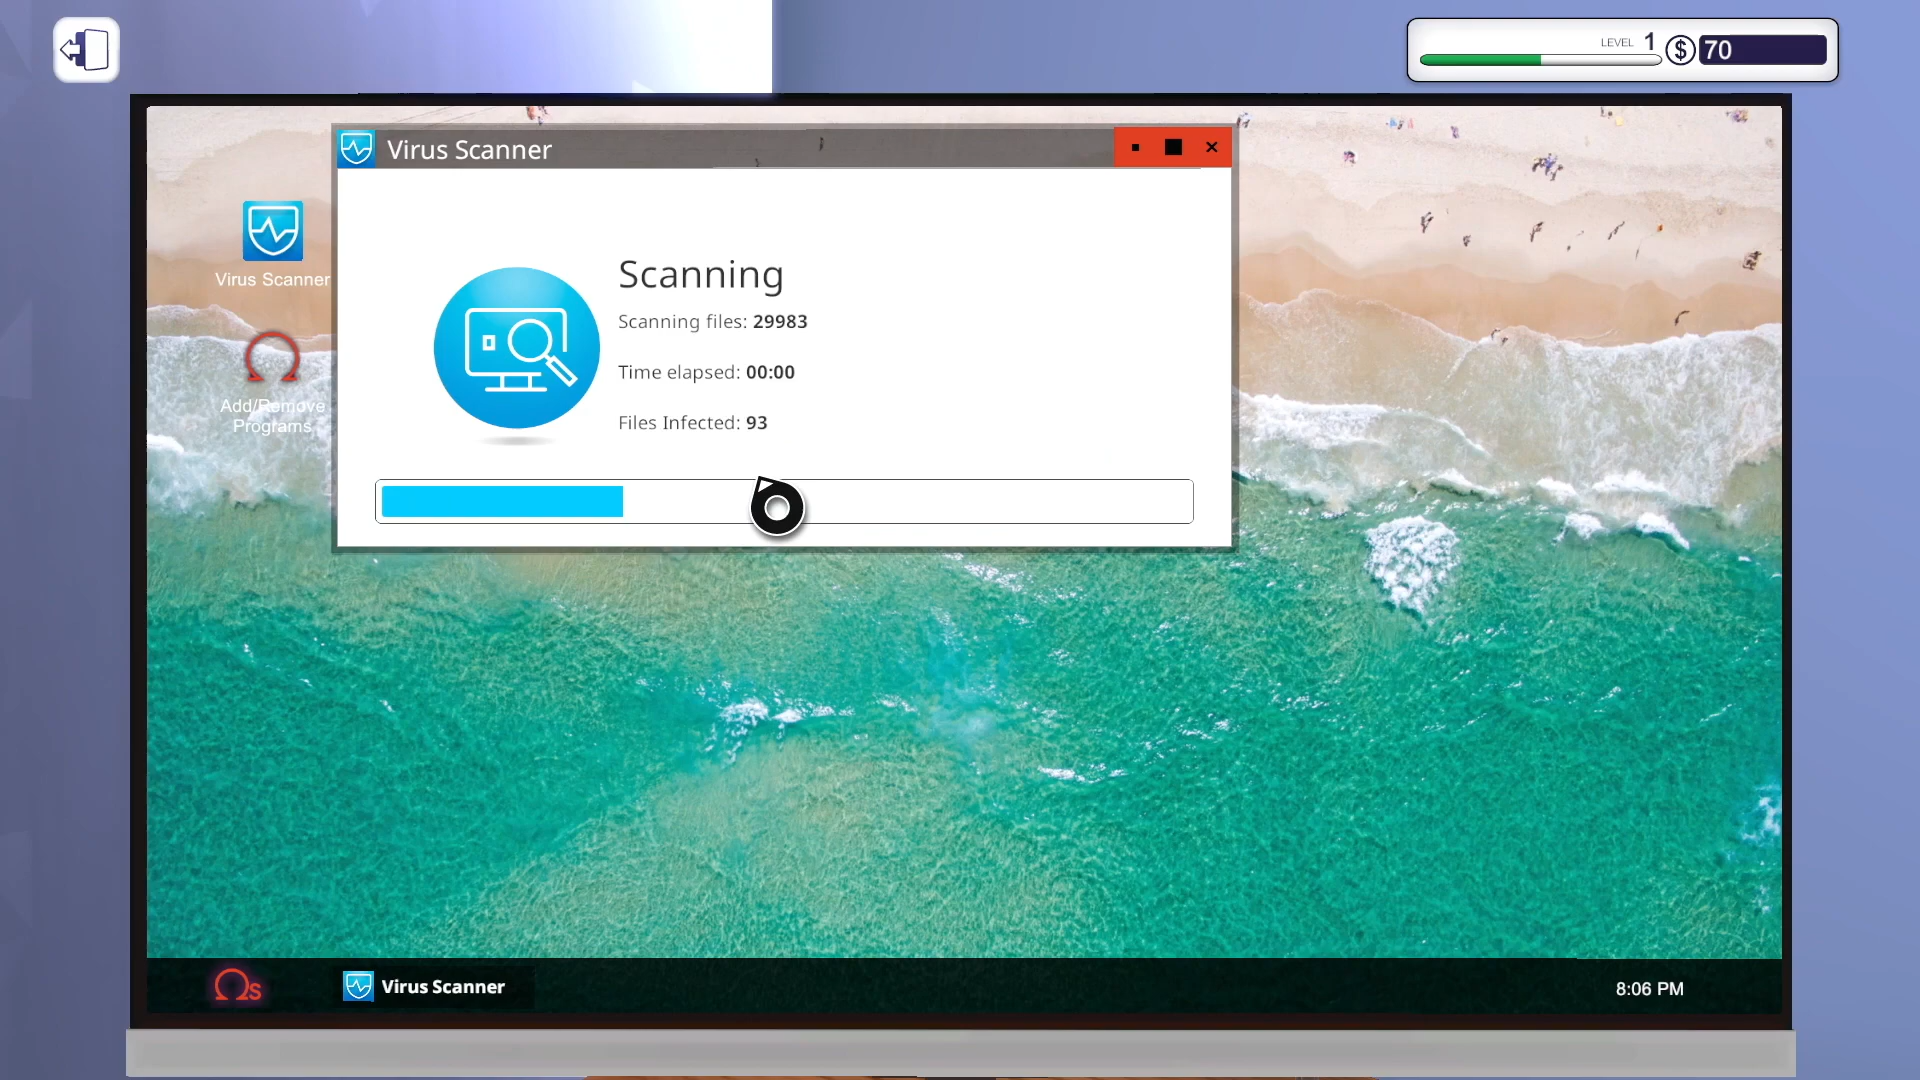 LEVEL 1
$ 70
Virus Scanner
Virus Scanner
Scanning
Scanning files: 29983
Time elapsed: 00:00
Files Infected: 93
Add/Remove
Programs
Ωs
Virus Scanner
8:06 PM